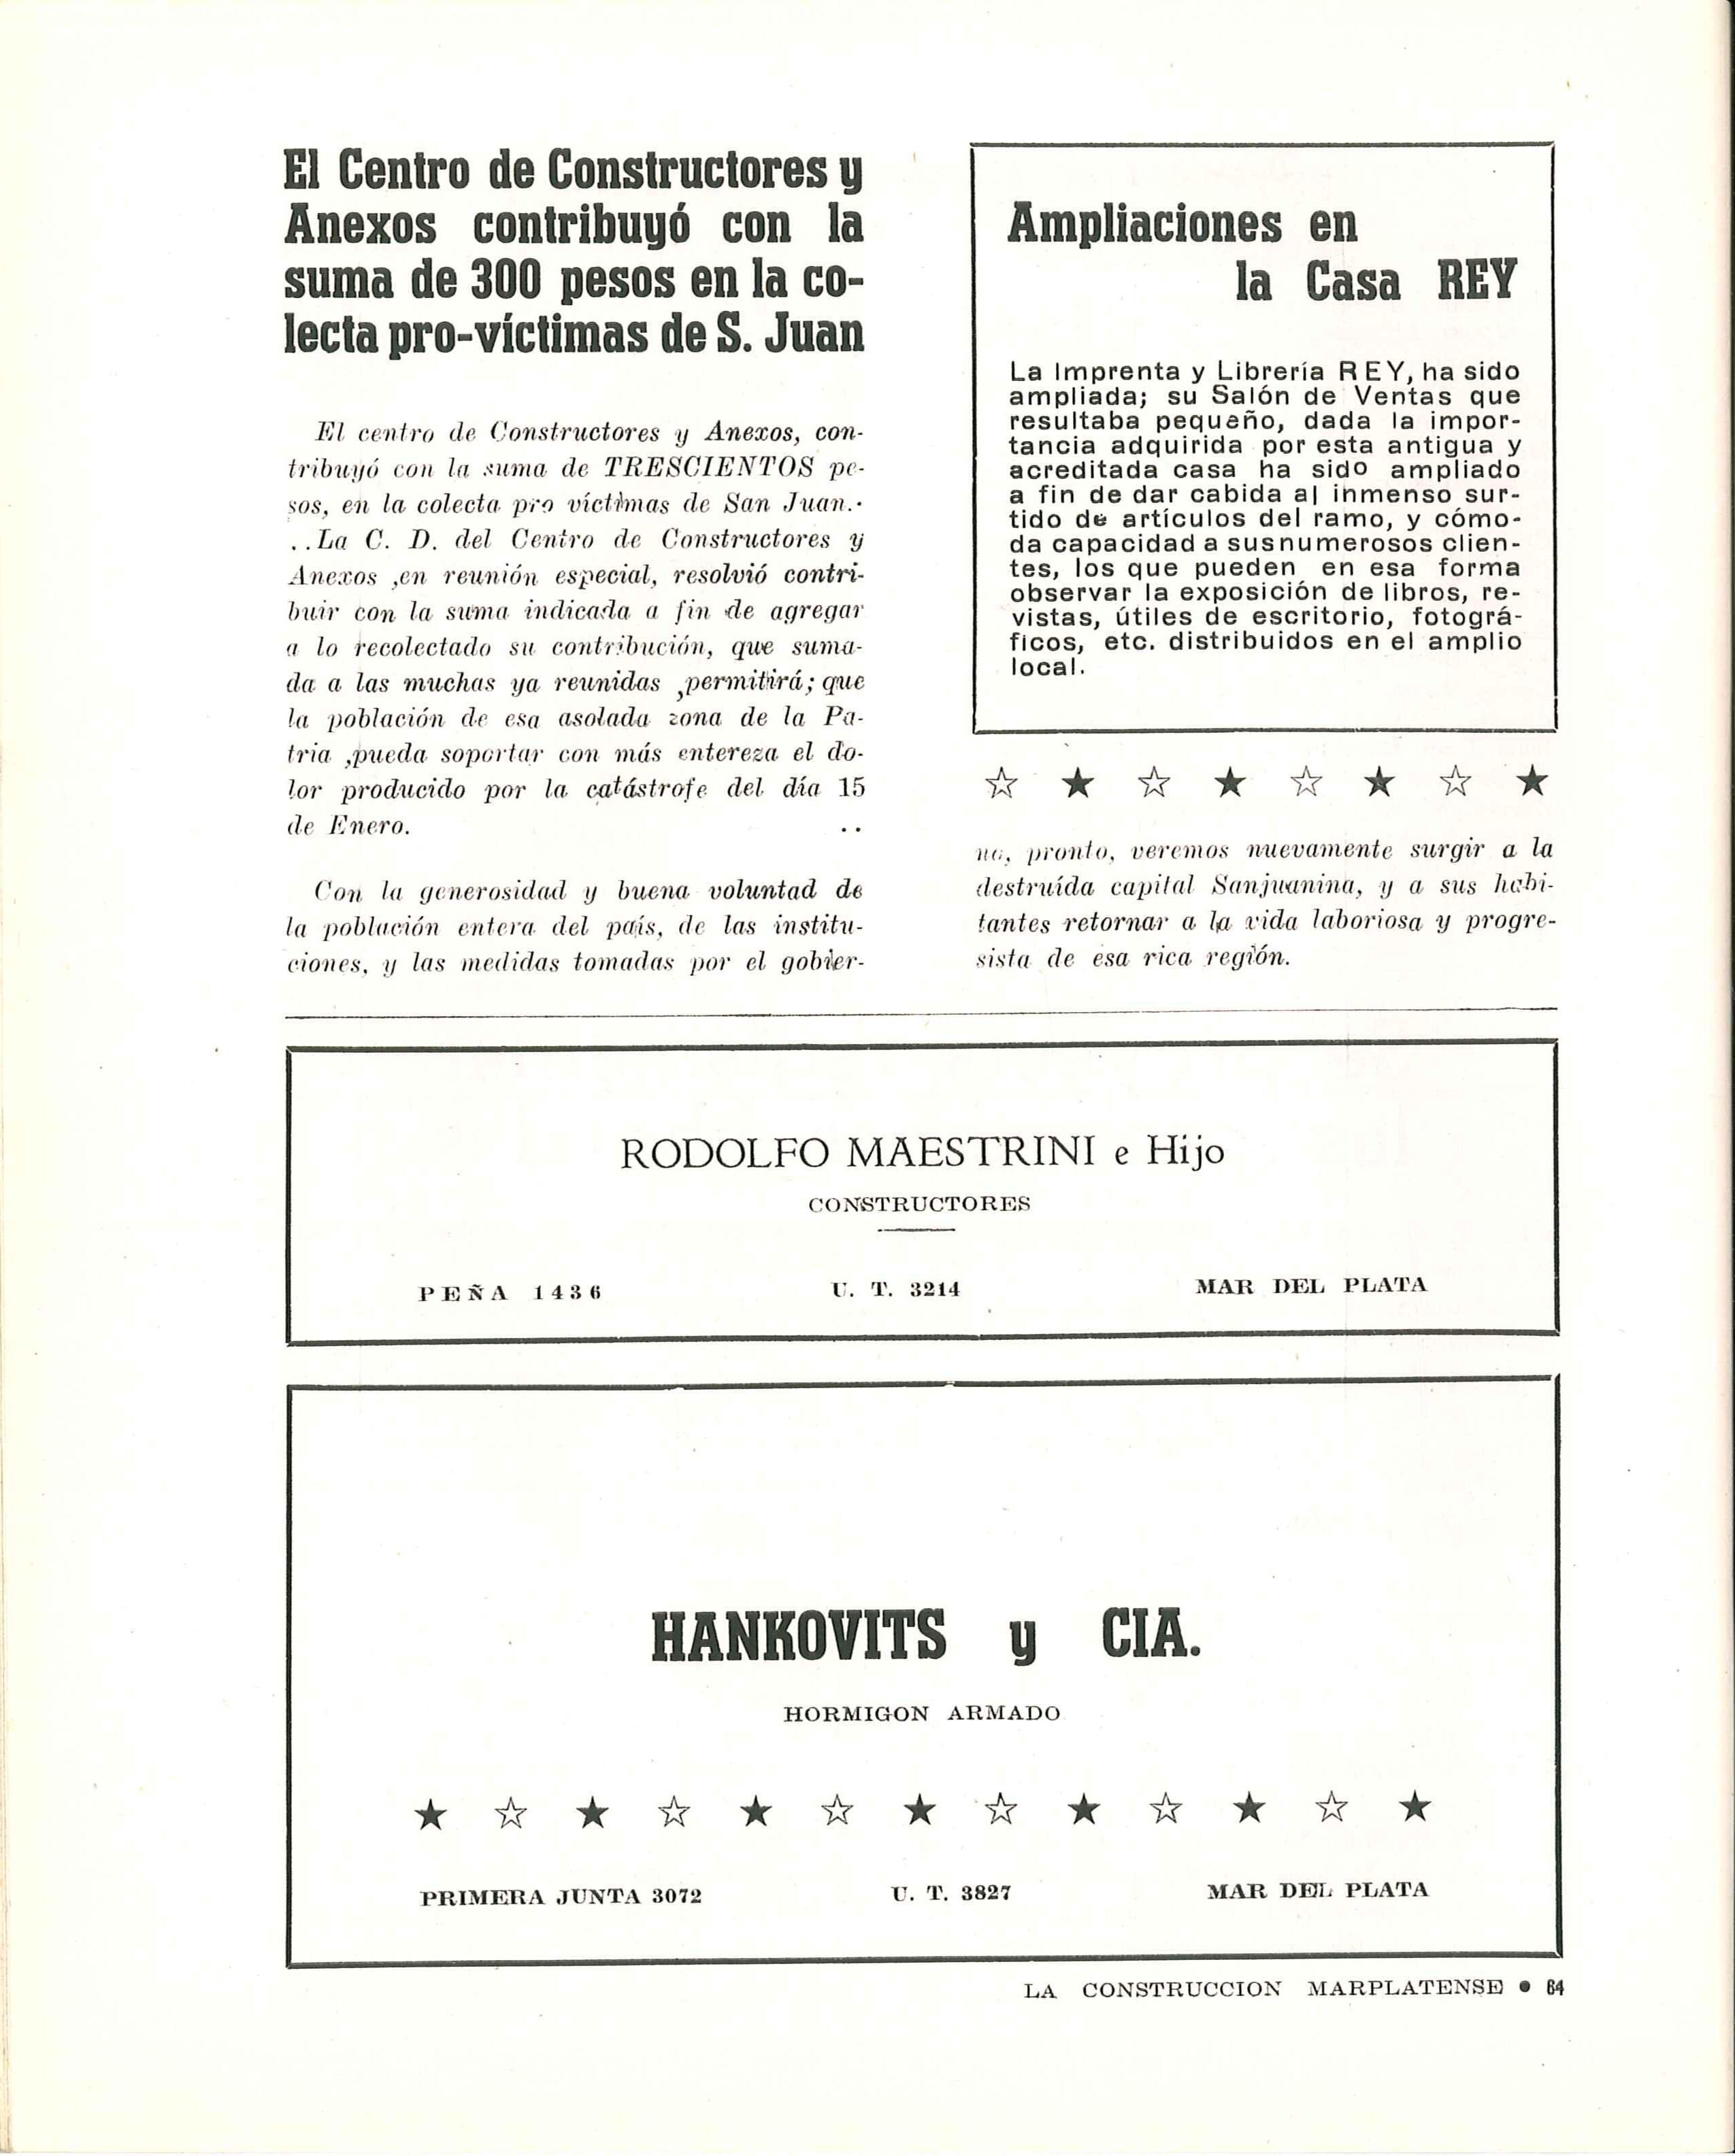 El Centro de Constructores y
Anexos contribuyó con la
suma de 300 pesos en la co-
lecta pro-víctimas de S. Juan
El centro de Constructores y Anexos, con-
tribuyó con la suma de TRESCIENTOS pe-
sos, en la colecta pro víctimas de San Juan.·
..La C. D. del Centro de Constructores y
Anexos ,en reunión especial, resolvió contri-
buir con la suma indicada a fin de agregar
a lo recolectado su contribución, que suma-
da a las muchas ya reunidas ,permitirá; que
la población de esa asolada zona de la Pa-
tria ,pueda soportar con más entereza el do-
lor producido por la catástrofe del día 15
de Enero. ..
Con la generosidad y buena voluntad de
la población entera del país, de las institu-
ciones, y las medidas tomadas por el gobier-
no, pronto, veremos nuevamente surgir a la
destruída capital Sanjuanina, y a sus habi-
tantes retornar a la vida laboriosa y progre-
sista de esa rica región.
Ampliaciones en
la Casa REY
La Imprenta y Librería REY, ha sido
ampliada; su Salón de Ventas que
resultaba pequeño, dada la impor-
tancia adquirida por esta antigua y
acreditada casa ha sido ampliado
a fin de dar cabida al inmenso sur-
tido de artículos del ramo, y cómo-
da capacidad a susnumerosos clien-
tes, los que pueden en esa forma
observar la exposición de libros, re-
vistas, útiles de escritorio, fotográ-
ficos, etc. distribuidos en el amplio
local.
RODOLFO MAESTRINI e Hijo
CONSTRUCTORES
PEÑA 1436 U. T. 3214 MAR DEL PLATA
HANKOVITS y CIA.
HORMIGON ARMADO
PRIMERA JUNTA 3072 U. T. 3827 MAR DEL PLATA
LA CONSTRUCCION MARPLATENSE ● 64